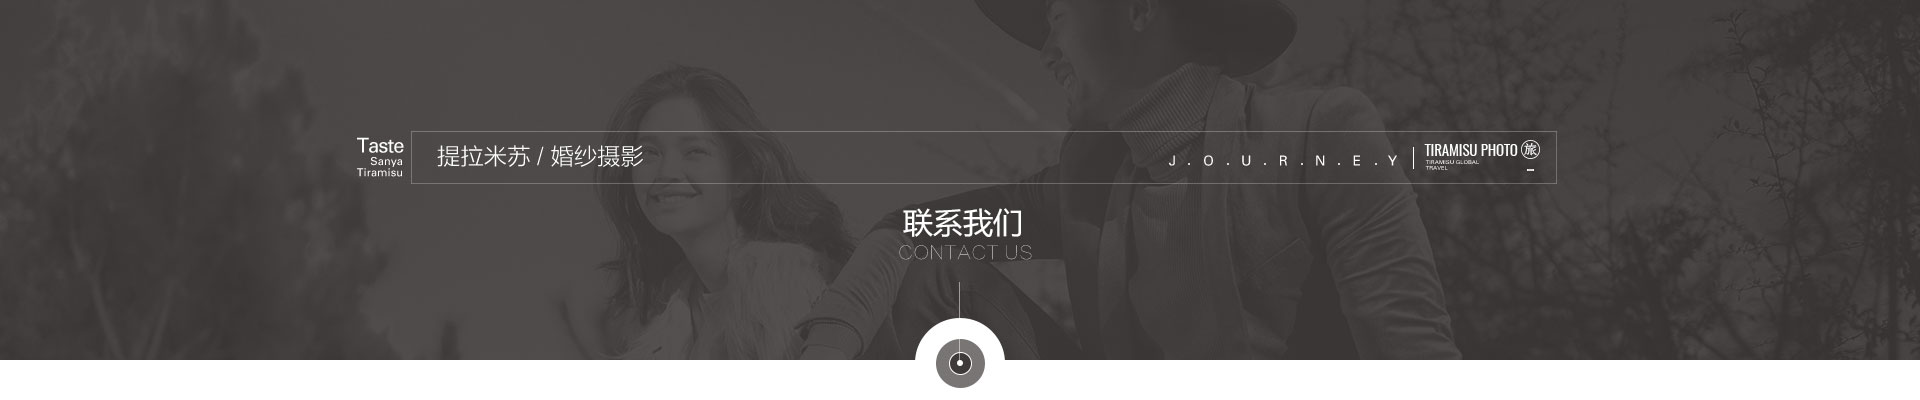 Taste
Sanya
Tiramisu
提拉米苏 / 婚纱摄影
J.O.U.R.N.E.Y
TIRAMISU PHOTO 旅
TIRAMISU GLOBAL
TRAVEL
联系我们
CONTACT US